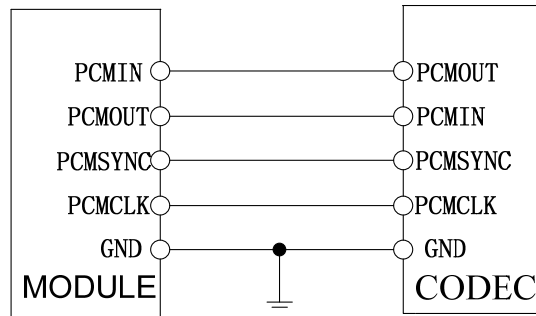 PCMIN PCMOUT
PCMOUT PCMIN
PCMSYNC PCMSYNC
PCMCLK PCMCLK
GND GND
MODULE CODEC